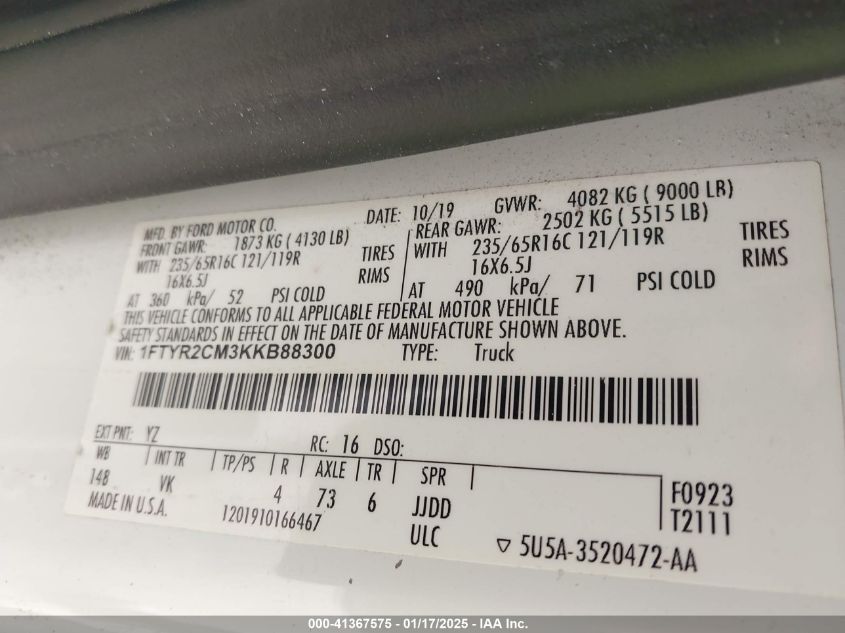 MFD. BY FORD MOTOR CO. DATE: 10/19 GVWR: 4082 KG ( 9000 LB)
FRONT GAWR: 1873 KG ( 4130 LB) REAR GAWR: 2502 KG ( 5515 LB)
WITH 235/65R16C 121/119R TIRES WITH 235/65R16C 121/119R TIRES
16X6.5J RIMS 16X6.5J RIMS
AT 360 kPa/ 52 PSI COLD AT 490 kPa/ 71 PSI COLD
THIS VEHICLE CONFORMS TO ALL APPLICABLE FEDERAL MOTOR VEHICLE
SAFETY STANDARDS IN EFFECT ON THE DATE OF MANUFACTURE SHOWN ABOVE.
VIN: 1FTYR2CM3KKB88300 TYPE: Truck
EXT PNT: YZ RC: 16 DSO:
WB INT TR TP/PS R AXLE TR SPR
148 VK 4 73 6 JJDD F0923
MADE IN U.S.A. 1201910166467 ULC T2111
▽ 5U5A-3520472-AA
000-41367575 - 01/17/2025 - IAA Inc.